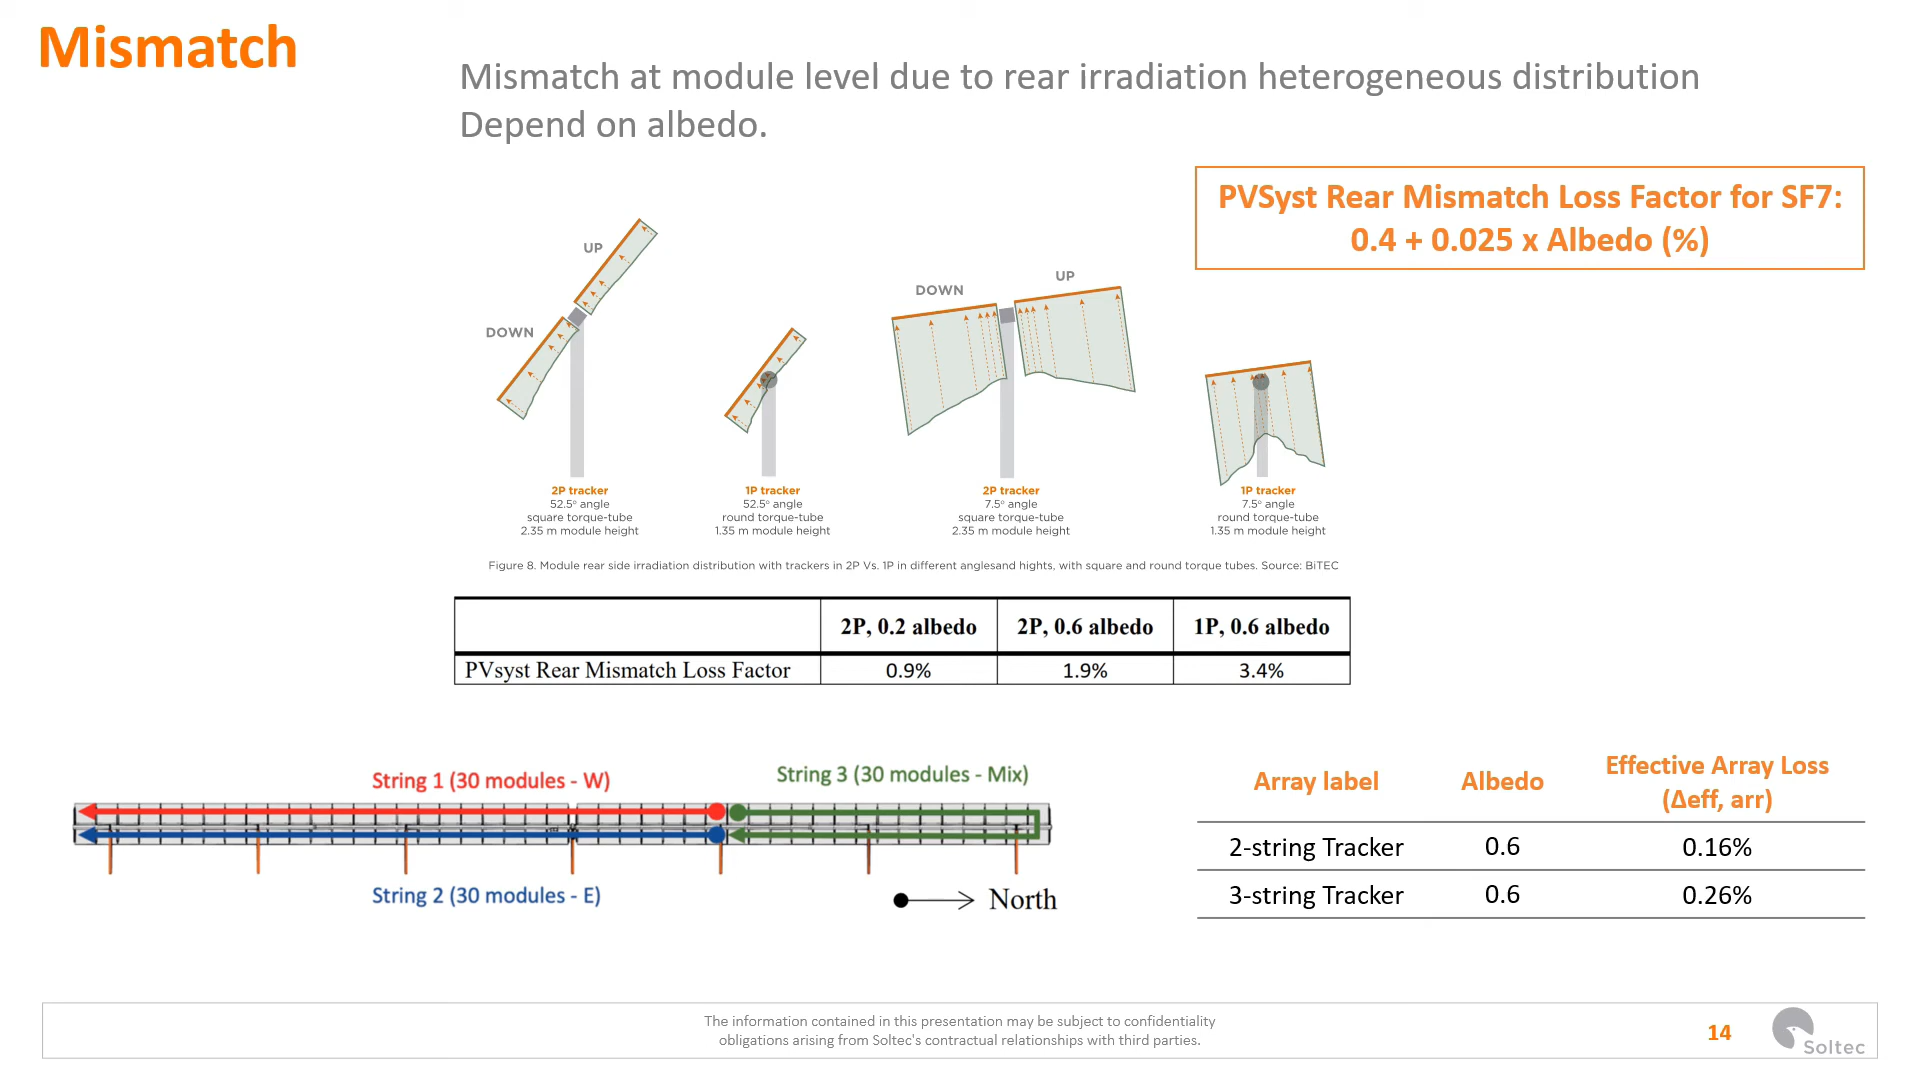 Mismatch
Mismatch at module level due to rear irradiation heterogeneous distribution
Depend on albedo.
PVSyst Rear Mismatch Loss Factor for SF7:
0.4 + 0.025 x Albedo (%)
UP
DOWN
DOWN
UP
2P tracker
52.5º angle
square torque-tube
2.35 m module height
1P tracker
52.5º angle
round torque-tube
1.35 m module height
2P tracker
7.5º angle
square torque-tube
2.35 m module height
1P tracker
7.5º angle
round torque-tube
1.35 m module height
Figure 8. Module rear side irradiation distribution with trackers in 2P Vs. 1P in different anglesand hights, with square and round torque tubes. Source: BiTEC
2P, 0.2 albedo 2P, 0.6 albedo 1P, 0.6 albedo
PVsyst Rear Mismatch Loss Factor 0.9% 1.9% 3.4%
String 1 (30 modules - W)
String 3 (30 modules - Mix)
String 2 (30 modules - E)
North
Array label Albedo Effective Array Loss
(Δeff, arr)
2-string Tracker 0.6 0.16%
3-string Tracker 0.6 0.26%
The information contained in this presentation may be subject to confidentiality
obligations arising from Soltec's contractual relationships with third parties.
14
Soltec